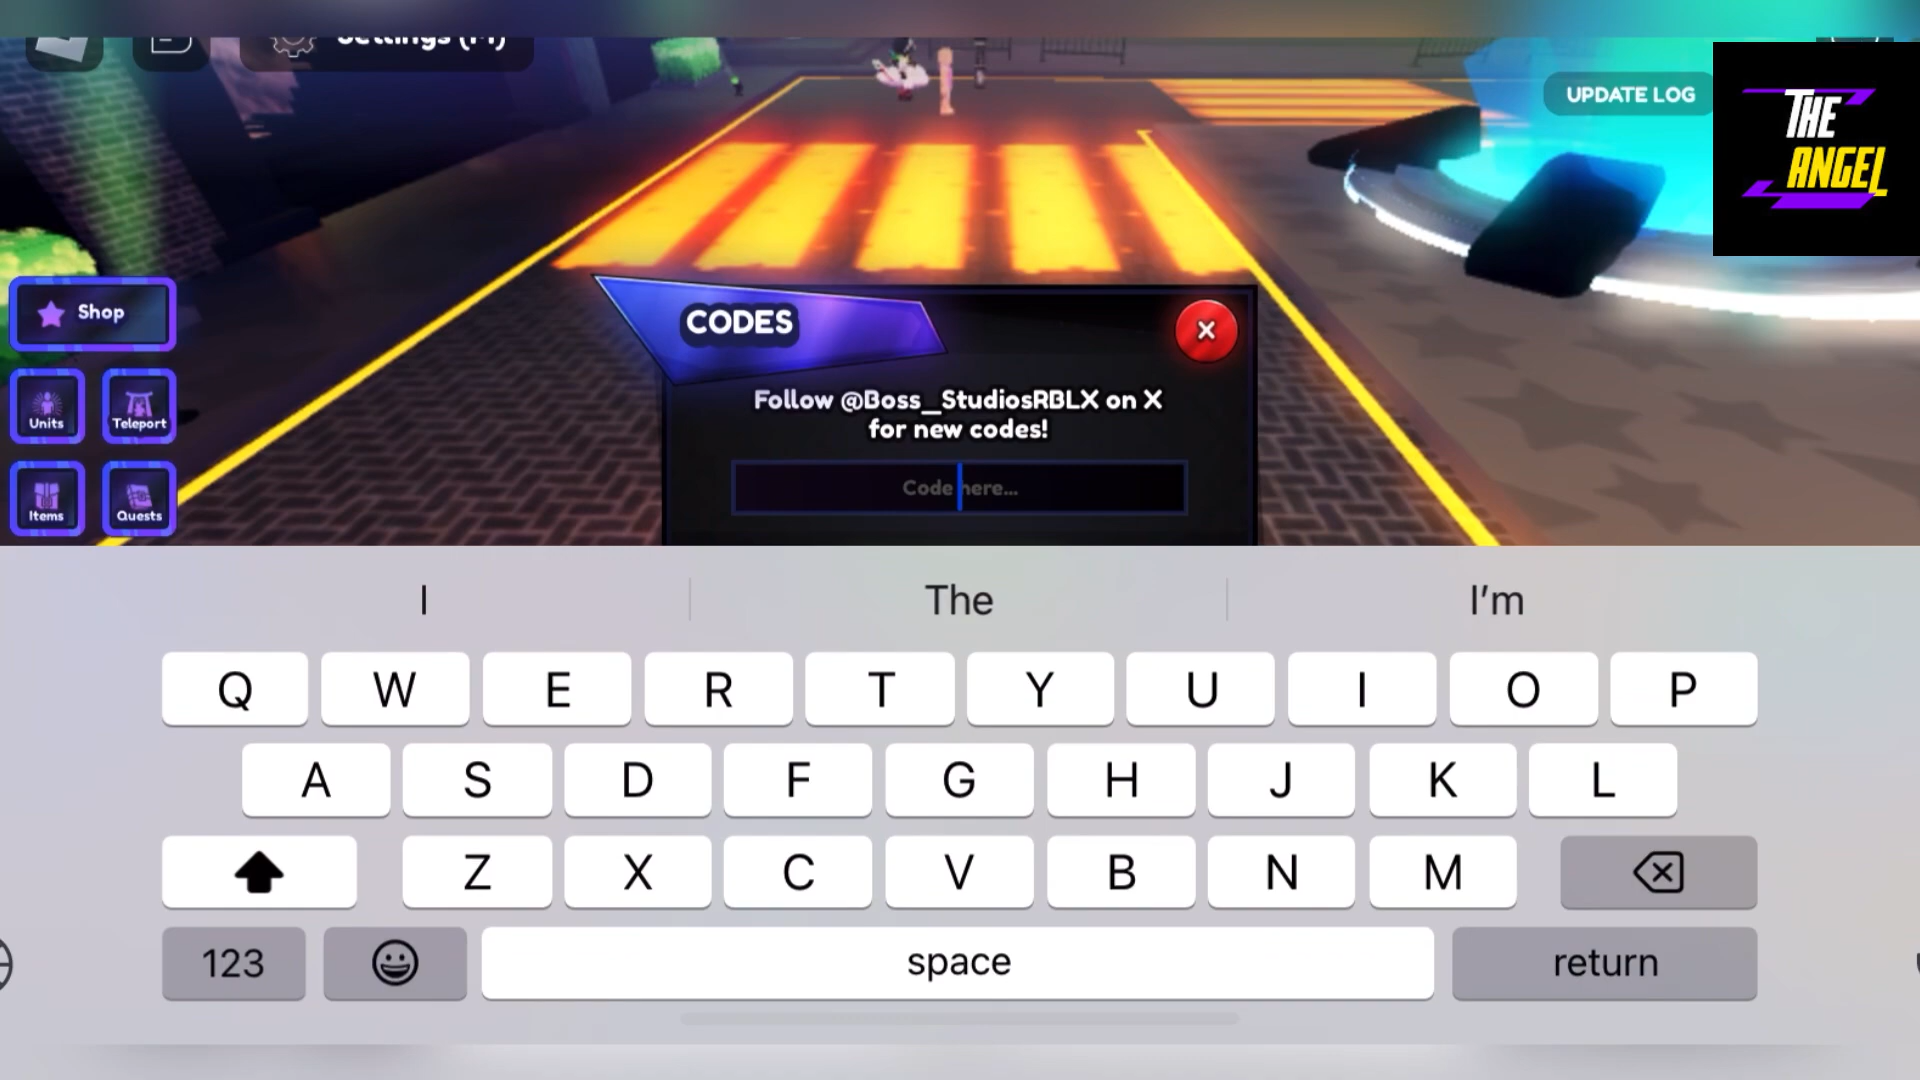 Settings (M)
UPDATE LOG
THE
ANGEL
Shop
CODES
Follow @Boss_StudiosRBLX on X
for new codes!
Units
Teleport
Code here...
Items
Quests
I
The
I'm
Q W E R T Y U I O P
A S D F G H J K L
Z X C V B N M
123
space
return